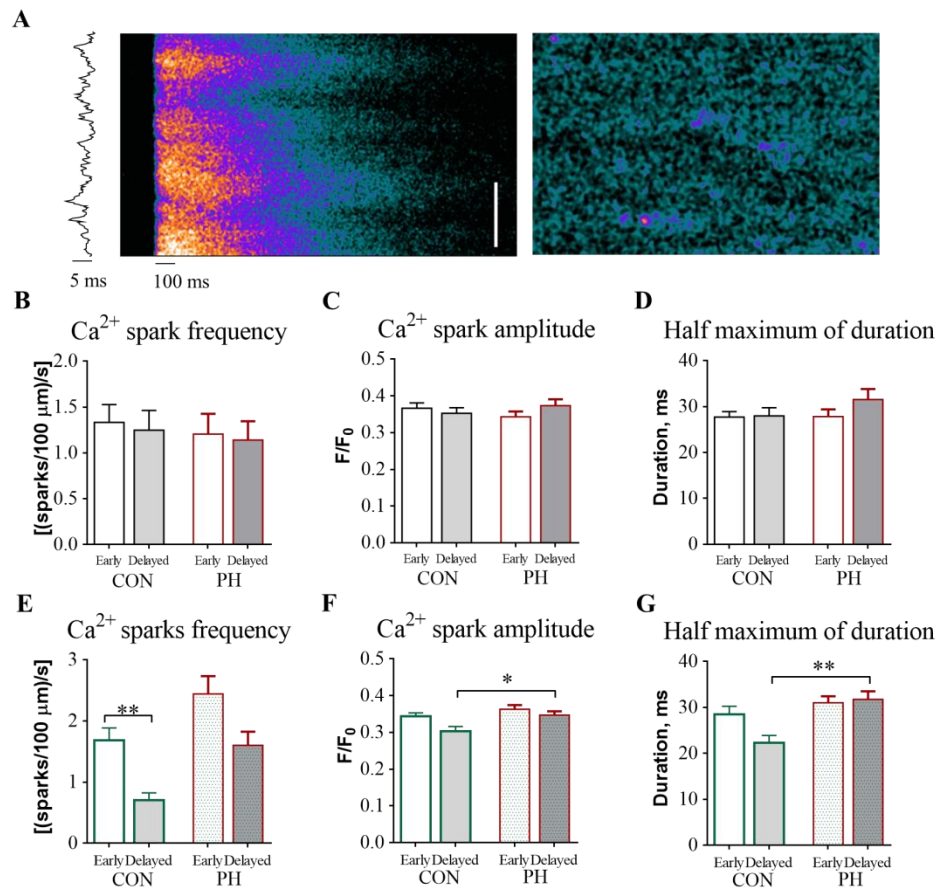 A
5 ms
100 ms
B
Ca²⁺ spark frequency
[(sparks/100 μm)/s]
2.0
1.5
1.0
0.5
0.0
Early Delayed Early Delayed
CON PH
C
Ca²⁺ spark amplitude
F/F₀
0.5
0.4
0.3
0.2
0.1
0.0
Early Delayed Early Delayed
CON PH
D
Half maximum of duration
Duration, ms
40
30
20
10
0
Early Delayed Early Delayed
CON PH
E
Ca²⁺ sparks frequency
[(sparks/100 μm)/s]
3
2
1
0
**
Early Delayed Early Delayed
CON PH
F
Ca²⁺ spark amplitude
F/F₀
0.5
0.4
0.3
0.2
0.1
0.0
*
Early Delayed Early Delayed
CON PH
G
Half maximum of duration
Duration, ms
40
30
20
10
0
**
Early Delayed Early Delayed
CON PH